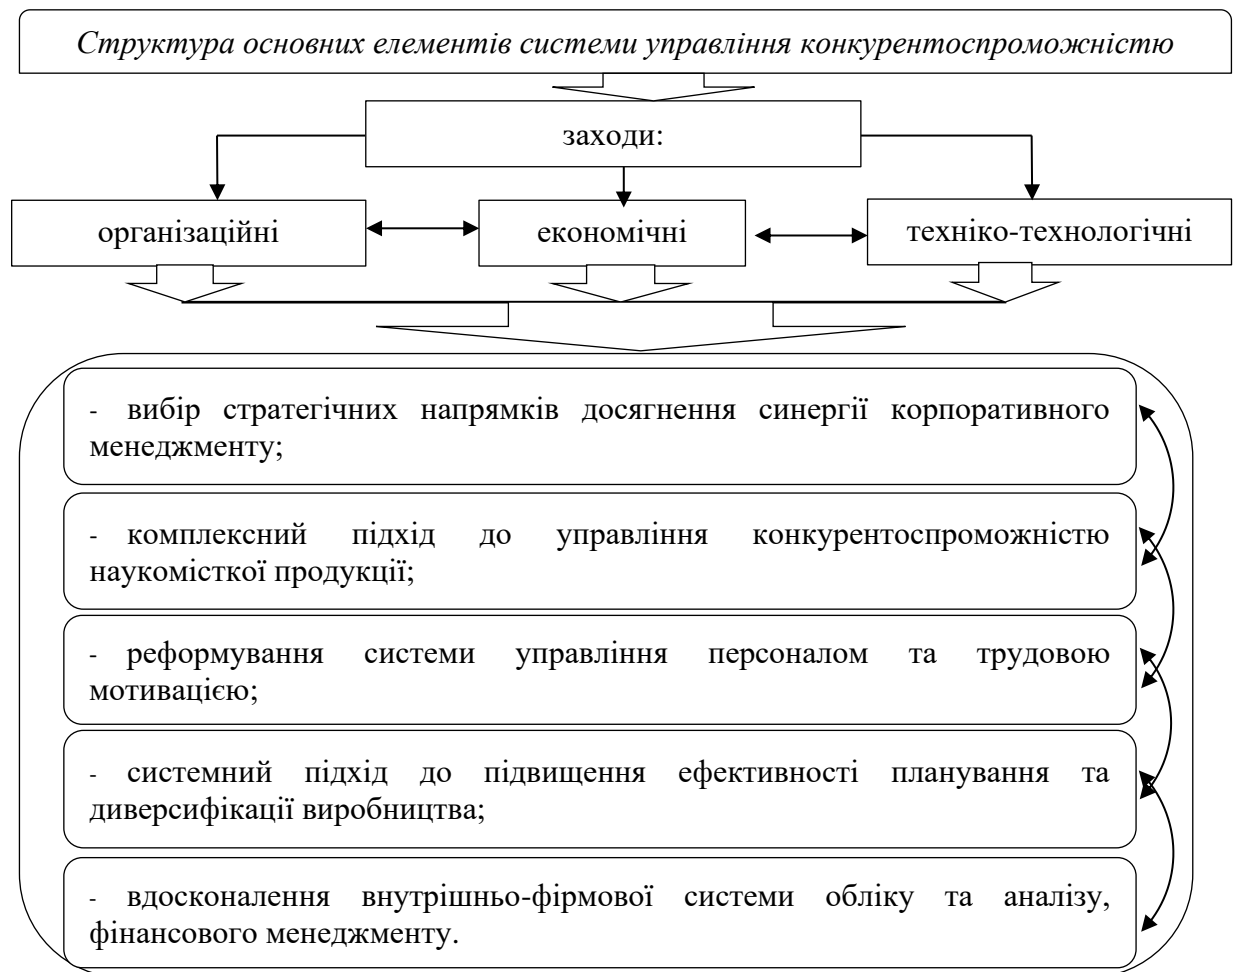 Структура основних елементів системи управління конкурентоспроможністю
заходи:
організаційні
економічні
техніко-технологічні
- вибір стратегічних напрямків досягнення синергії корпоративного
менеджменту;
- комплексний підхід до управління конкурентоспроможністю
наукомісткої продукції;
- реформування системи управління персоналом та трудовою
мотивацією;
- системний підхід до підвищення ефективності планування та
диверсифікації виробництва;
- вдосконалення внутрішньо-фірмової системи обліку та аналізу,
фінансового менеджменту.